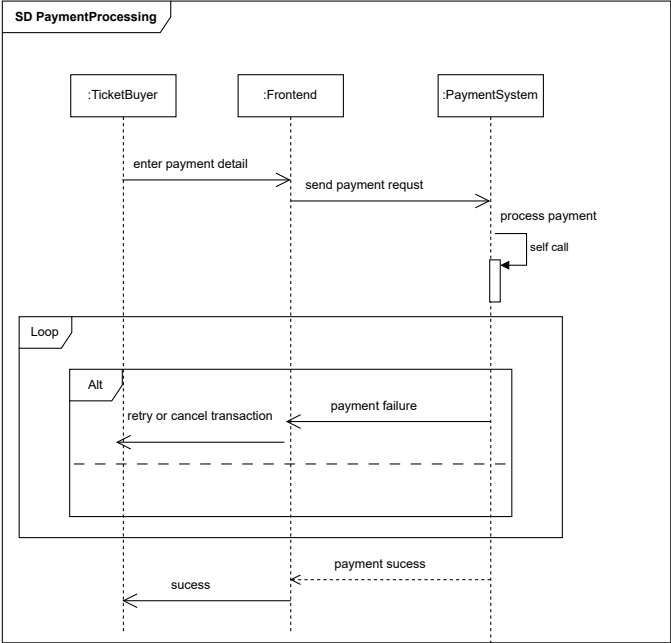 SD PaymentProcessing
:TicketBuyer
:Frontend
:PaymentSystem
enter payment detail
send payment requst
process payment
self call
Loop
Alt
payment failure
retry or cancel transaction
payment sucess
sucess